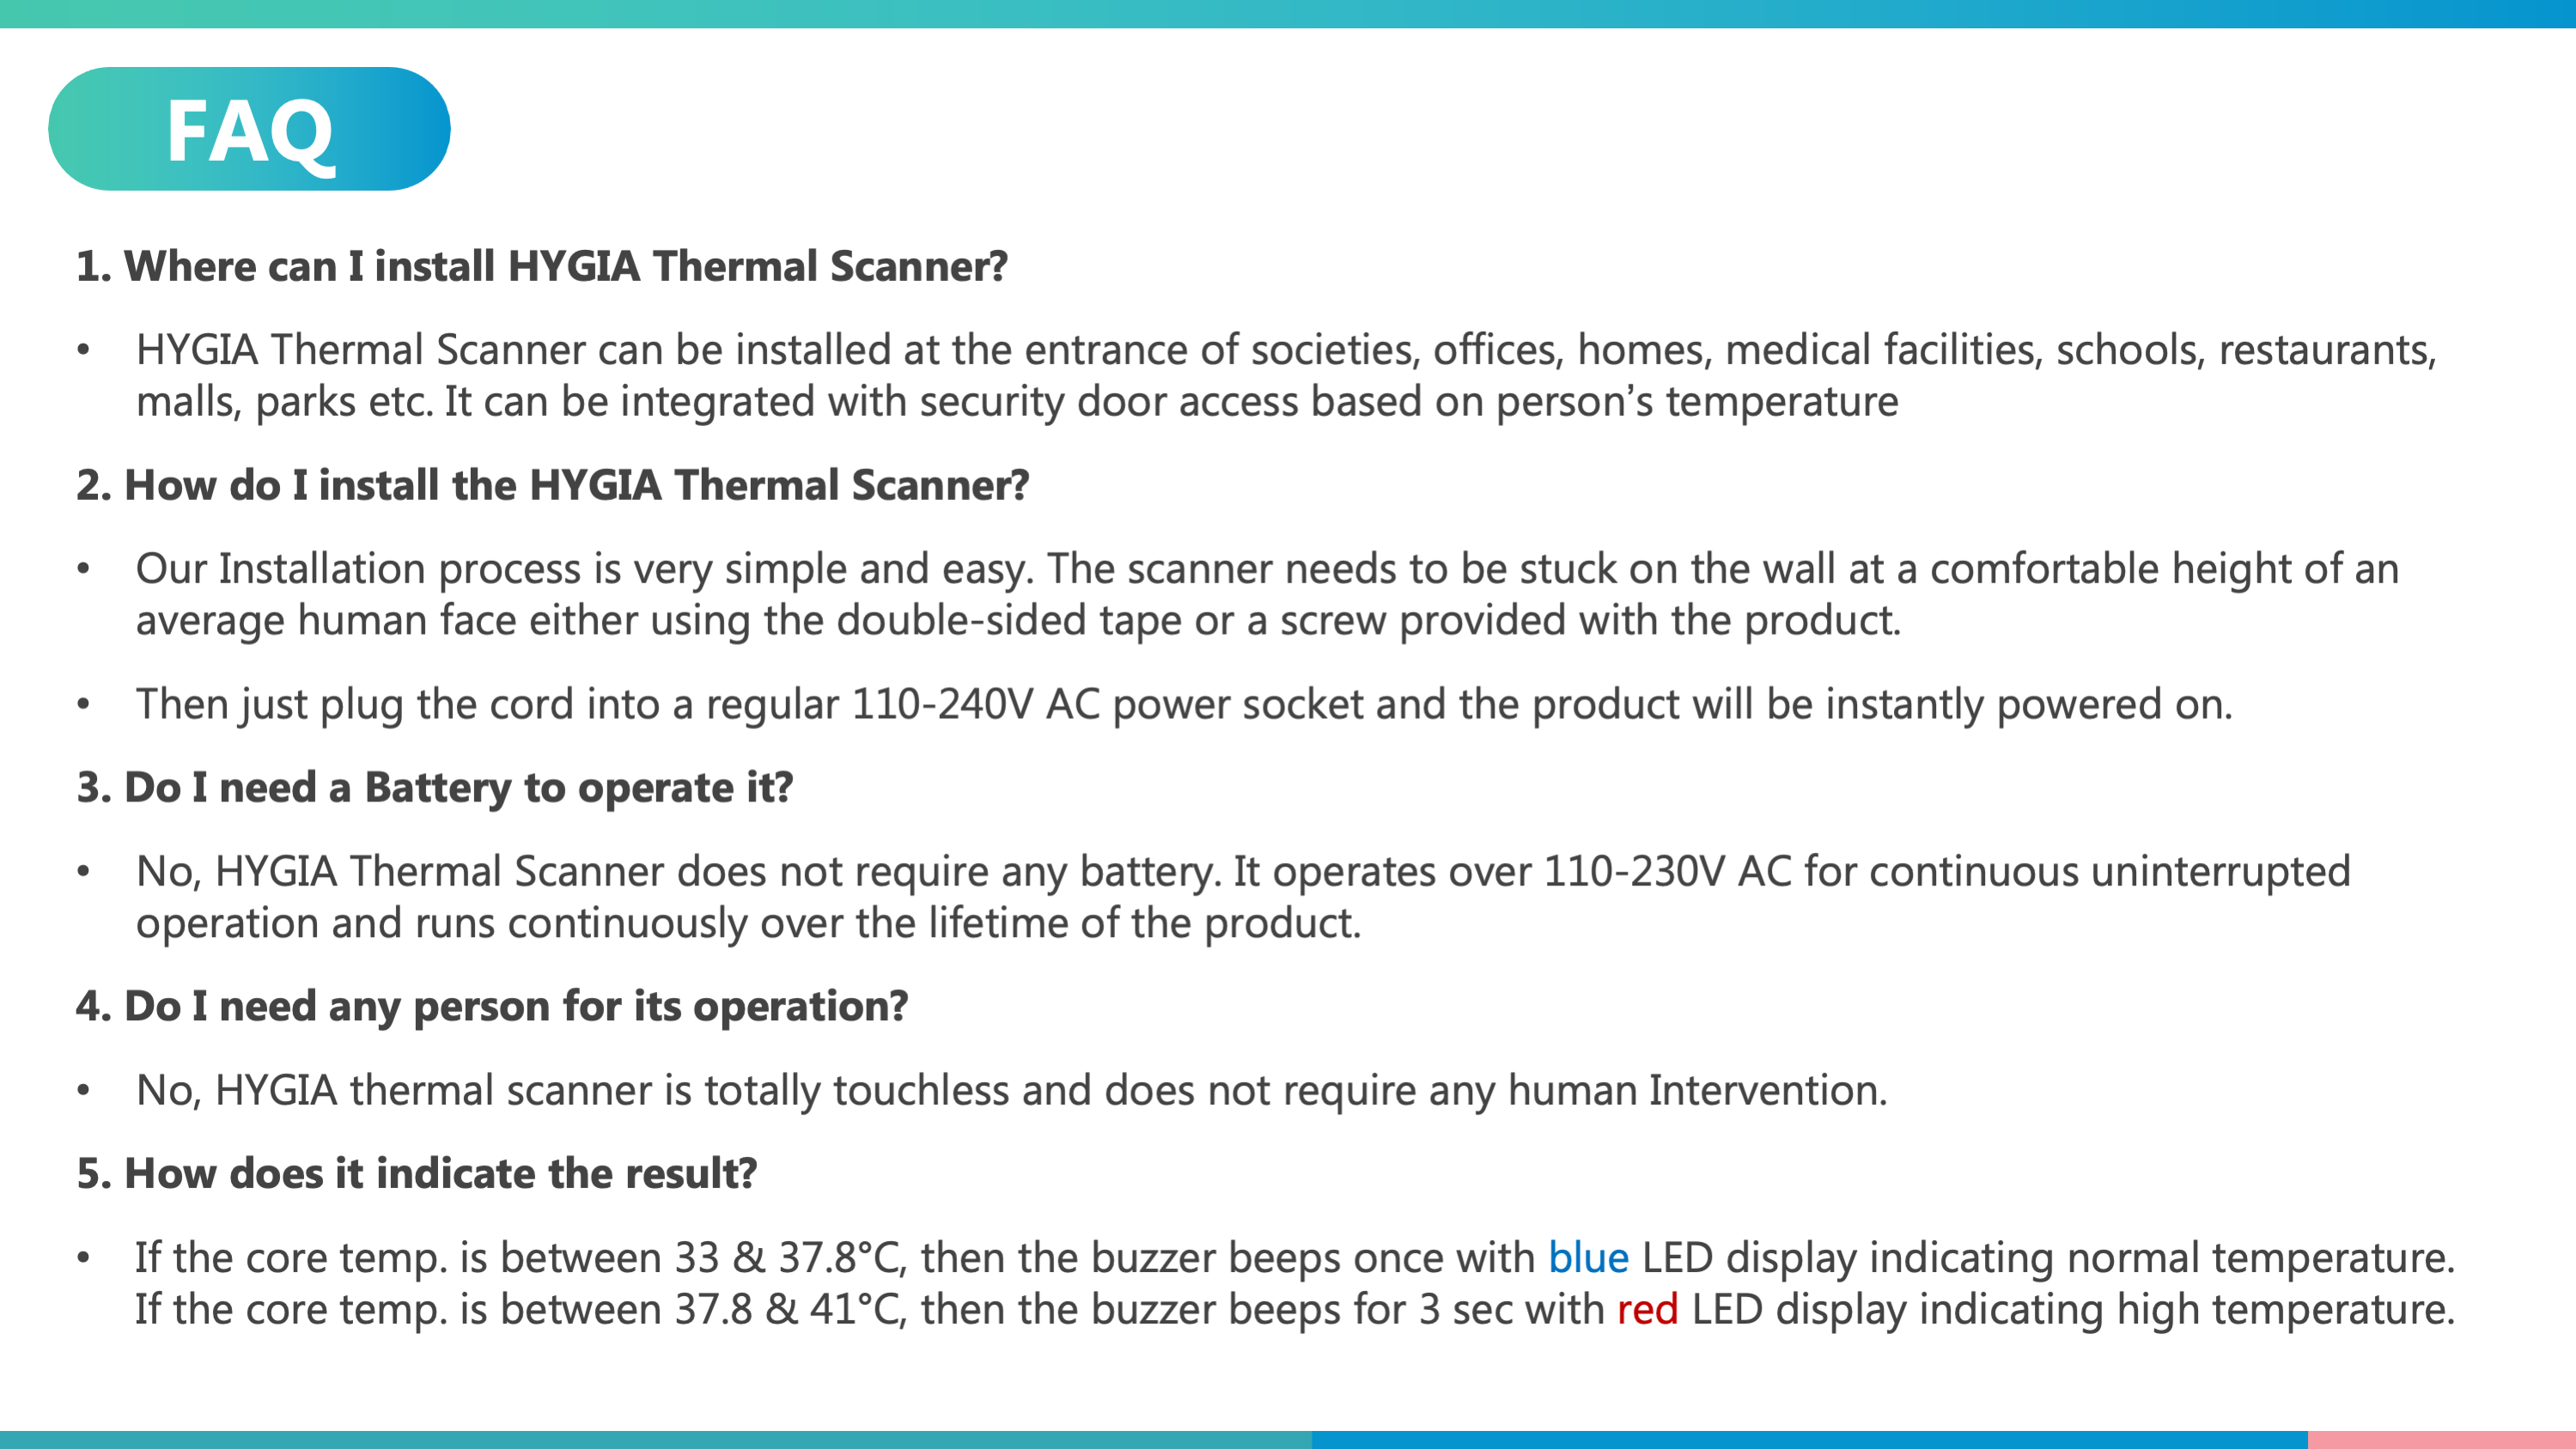 FAQ
1. Where can I install HYGIA Thermal Scanner?
• HYGIA Thermal Scanner can be installed at the entrance of societies, offices, homes, medical facilities, schools, restaurants,
malls, parks etc. It can be integrated with security door access based on person’s temperature
2. How do I install the HYGIA Thermal Scanner?
• Our Installation process is very simple and easy. The scanner needs to be stuck on the wall at a comfortable height of an
average human face either using the double-sided tape or a screw provided with the product.
• Then just plug the cord into a regular 110-240V AC power socket and the product will be instantly powered on.
3. Do I need a Battery to operate it?
• No, HYGIA Thermal Scanner does not require any battery. It operates over 110-230V AC for continuous uninterrupted
operation and runs continuously over the lifetime of the product.
4. Do I need any person for its operation?
• No, HYGIA thermal scanner is totally touchless and does not require any human Intervention.
5. How does it indicate the result?
• If the core temp. is between 33 & 37.8°C, then the buzzer beeps once with blue LED display indicating normal temperature.
If the core temp. is between 37.8 & 41°C, then the buzzer beeps for 3 sec with red LED display indicating high temperature.